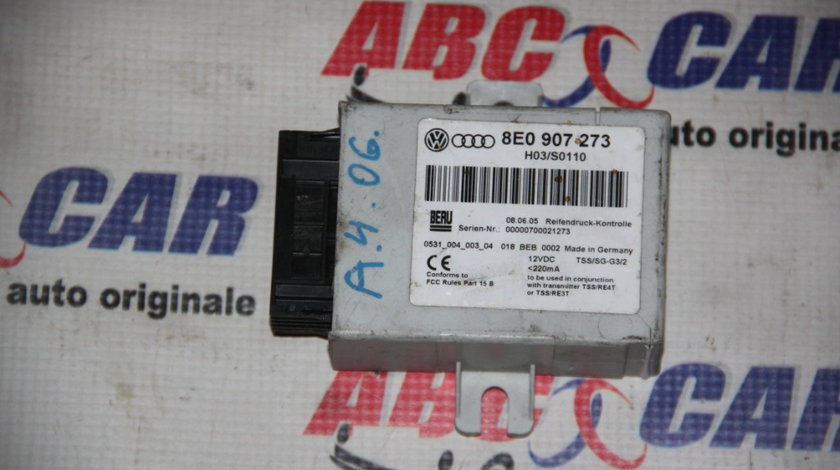 ABC CAR
auto originale
CAR
auto originale
A.4.06.
8E0 907 273
H03/S0110
BERU
08.06.05 Reifendruck-Kontrolle
Serien-Nr.: 00000700021273
0531_004_003_04 018 BEB 0002 Made in Germany
CE
12VDC TSS/SG-G3/2
<220mA
Conforms to
FCC Rules Part 15 B
to be used in conjunction
with transmitter TSS/RE4T
or TSS/RE3T
ABC CAR